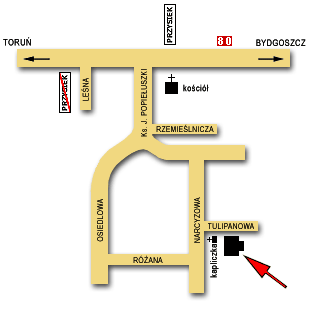 PRZYSIEK
TORUŃ
80
BYDGOSZCZ
PRZYSIEK
LEŚNA
Ks. J. POPIEŁUSZKI
kościół
RZEMIEŚLNICZA
OSIEDLOWA
NARCYZOWA
TULIPANOWA
kapliczka
RÓŻANA